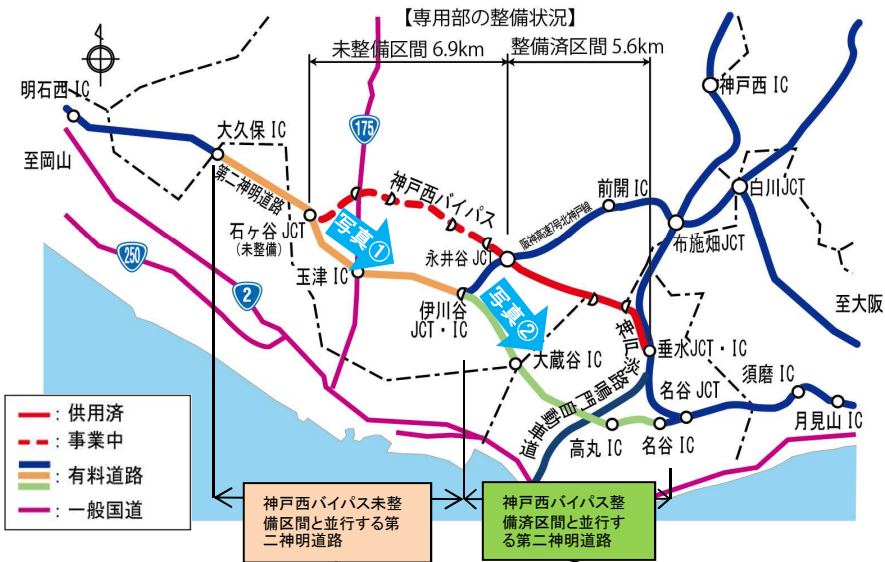 【専用部の整備状況】
未整備区間 6.9km
整備済区間 5.6km
明石西 IC
大久保 IC
至岡山
第二神明道路
175
神戸西バイパス
神戸西 IC
前開 IC
阪神高速7号北神戸線
白川JCT
布施畑JCT
石ヶ谷 JCT
(未整備)
写真①
永井谷 JCT
玉津 IC
250
2
伊川谷
JCT・IC
写真②
至大阪
大蔵谷 IC
神戸淡路鳴門
自動車道
垂水JCT・IC
名谷 JCT
須磨 IC
月見山 IC
高丸 IC
名谷 IC
: 供用済
: 事業中
: 有料道路
: 一般国道
神戸西バイパス未整
備区間と並行する第
二神明道路
神戸西バイパス整
備済区間と並行す
る第二神明道路